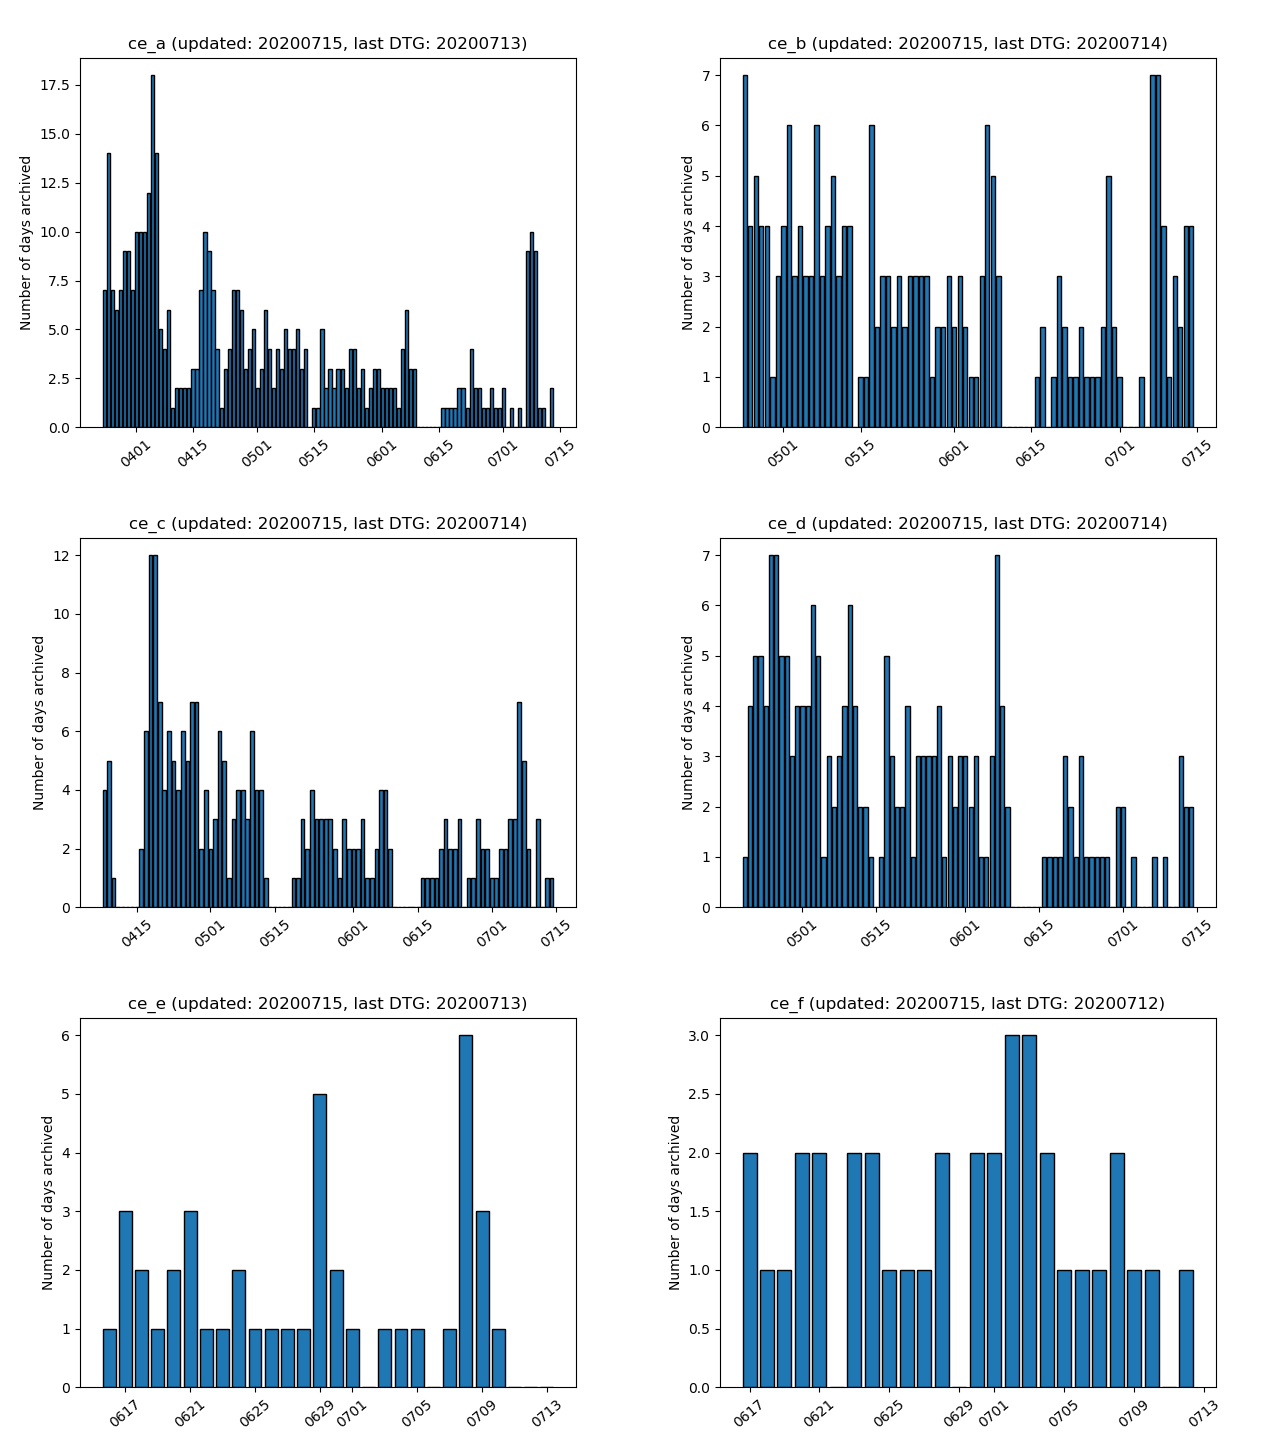 ce_a (updated: 20200715, last DTG: 20200713)
Number of days archived
17.5
15.0
12.5
10.0
7.5
5.0
2.5
0.0
0401 0415 0501 0515 0601 0615 0701 0715
ce_b (updated: 20200715, last DTG: 20200714)
Number of days archived
7
6
5
4
3
2
1
0
0501 0515 0601 0615 0701 0715
ce_c (updated: 20200715, last DTG: 20200714)
Number of days archived
12
10
8
6
4
2
0
0415 0501 0515 0601 0615 0701 0715
ce_d (updated: 20200715, last DTG: 20200714)
Number of days archived
7
6
5
4
3
2
1
0
0501 0515 0601 0615 0701 0715
ce_e (updated: 20200715, last DTG: 20200713)
Number of days archived
6
5
4
3
2
1
0
0617 0621 0625 0629 0701 0705 0709 0713
ce_f (updated: 20200715, last DTG: 20200712)
Number of days archived
3.0
2.5
2.0
1.5
1.0
0.5
0.0
0617 0621 0625 0629 0701 0705 0709 0713